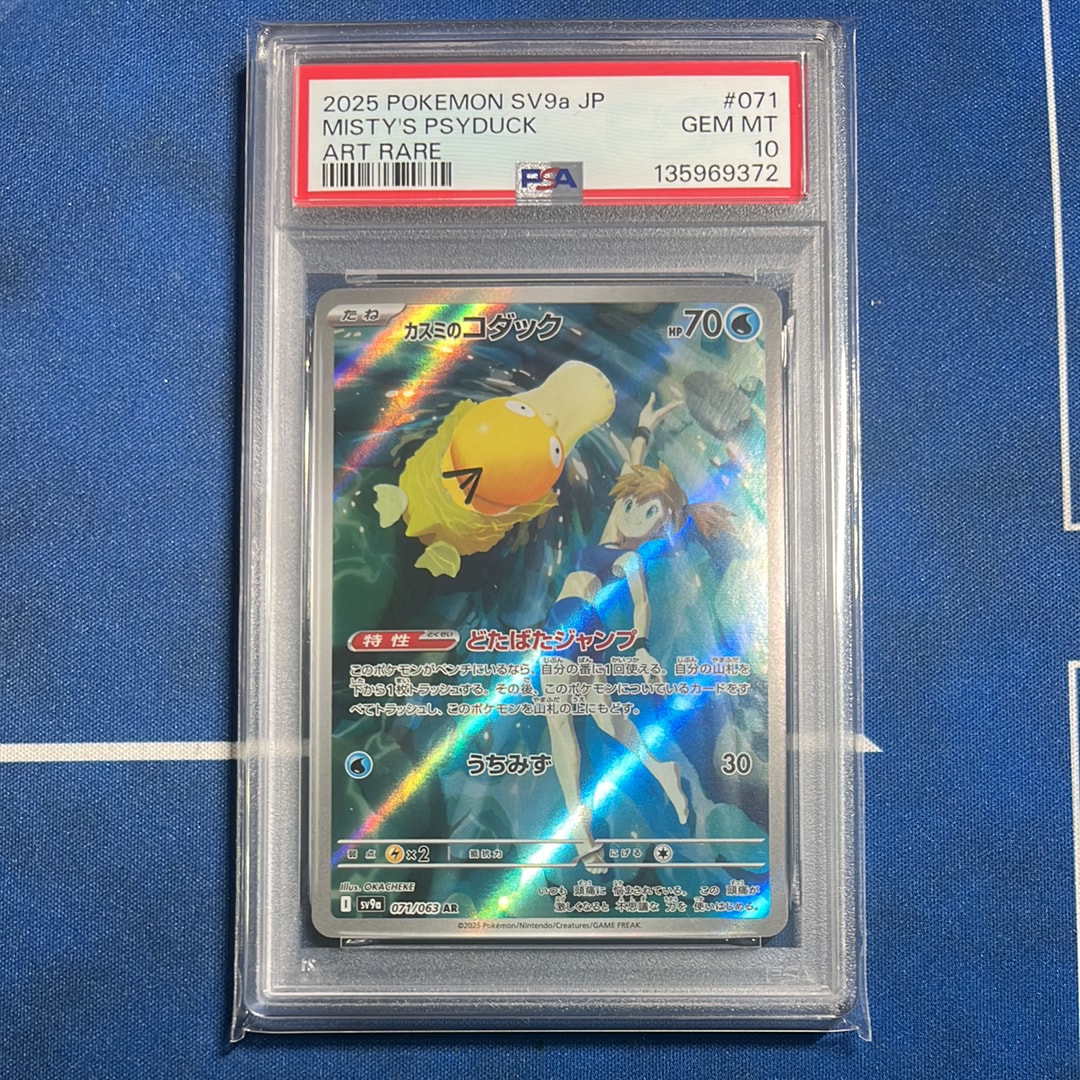 2025 POKEMON SV9a JP #071
MISTY'S PSYDUCK GEM MT
ART RARE 10
PSA 135969372
たね カスミのコダック HP70
特性 とくせい どたばたジャンプ
このポケモンがベンチにいるなら、自分の番に1回使える。自分の山札を
下から1枚トラッシュする。その後、このポケモンについているカードをす
べてトラッシュし、このポケモンを山札の上にもどす。
うちみず 30
弱点 ×2 抵抗力 にげる
Illus. OKACHEKE
いつも 頭痛に 悩まされている。この 頭痛が
I sv9a 071/063 AR 激しくなると 不思議な 力を 使いはじめる。
©2025 Pokémon/Nintendo/Creatures/GAME FREAK.